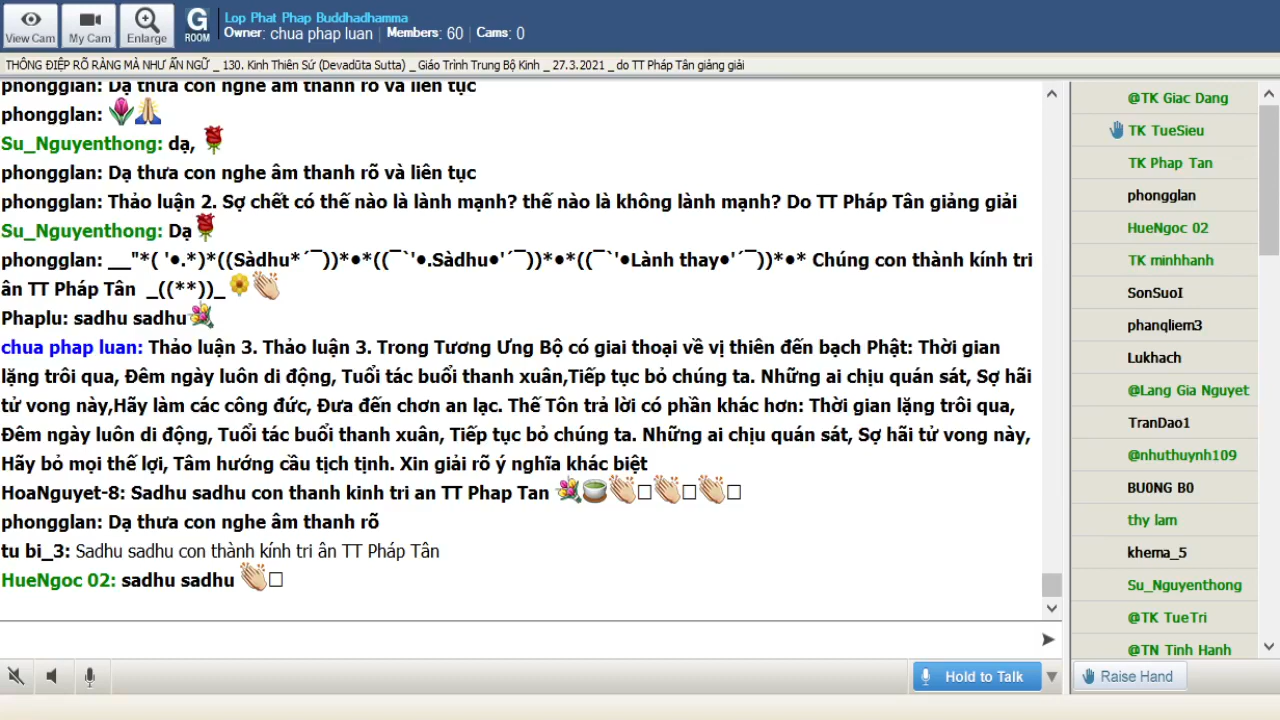 View Cam
My Cam
Enlarge
G
ROOM
Lop Phat Phap Buddhadhamma
Owner: chua phap luan Members: 60 Cams: 0
THÔNG ĐIỆP RÕ RÀNG MÀ NHƯ ẨN NGỮ _ 130. Kinh Thiên Sứ (Devadūta Sutta) _ Giáo Trình Trung Bộ Kinh _ 27.3.2021 _ do TT Pháp Tân giảng giải
phongglan: Dạ thưa con nghe âm thanh rõ và liên tục
phongglan:
Su_Nguyenthong: dạ,
phongglan: Dạ thưa con nghe âm thanh rõ và liên tục
phongglan: Thảo luận 2. Sợ chết có thế nào là lành mạnh? thế nào là không lành mạnh? Do TT Pháp Tân giảng giải
Su_Nguyenthong: Dạ
phongglan: __"*( '•.*)*((Sàdhu*´¯))*•*((¯`'•.Sàdhu•'´¯))*•*((¯`'•Lành thay•'´¯))*•* Chúng con thành kính tri
ân TT Pháp Tân _((**))_
Phaplu: sadhu sadhu
chua phap luan: Thảo luận 3. Thảo luận 3. Trong Tương Ưng Bộ có giai thoại về vị thiên đến bạch Phật: Thời gian
lặng trôi qua, Đêm ngày luôn di động, Tuổi tác buổi thanh xuân,Tiếp tục bỏ chúng ta. Những ai chịu quán sát, Sợ hãi
tử vong này,Hãy làm các công đức, Đưa đến chơn an lạc. Thế Tôn trả lời có phần khác hơn: Thời gian lặng trôi qua,
Đêm ngày luôn di động, Tuổi tác buổi thanh xuân, Tiếp tục bỏ chúng ta. Những ai chịu quán sát, Sợ hãi tử vong này,
Hãy bỏ mọi thế lợi, Tâm hướng cầu tịch tịnh. Xin giải rõ ý nghĩa khác biệt
HoaNguyet-8: Sadhu sadhu con thanh kinh tri an TT Phap Tan
phongglan: Dạ thưa con nghe âm thanh rõ
tu bi_3: Sadhu sadhu con thành kính tri ân TT Pháp Tân
HueNgoc 02: sadhu sadhu
@TK Giac Dang
TK TueSieu
TK Phap Tan
phongglan
HueNgoc 02
TK minhhanh
SonSuoI
phanqliem3
Lukhach
@Lang Gia Nguyet
TranDao1
@nhuthuynh109
BU0NG B0
thy lam
khema_5
Su_Nguyenthong
@TK TueTri
@TN Tinh Hanh
Hold to Talk
Raise Hand